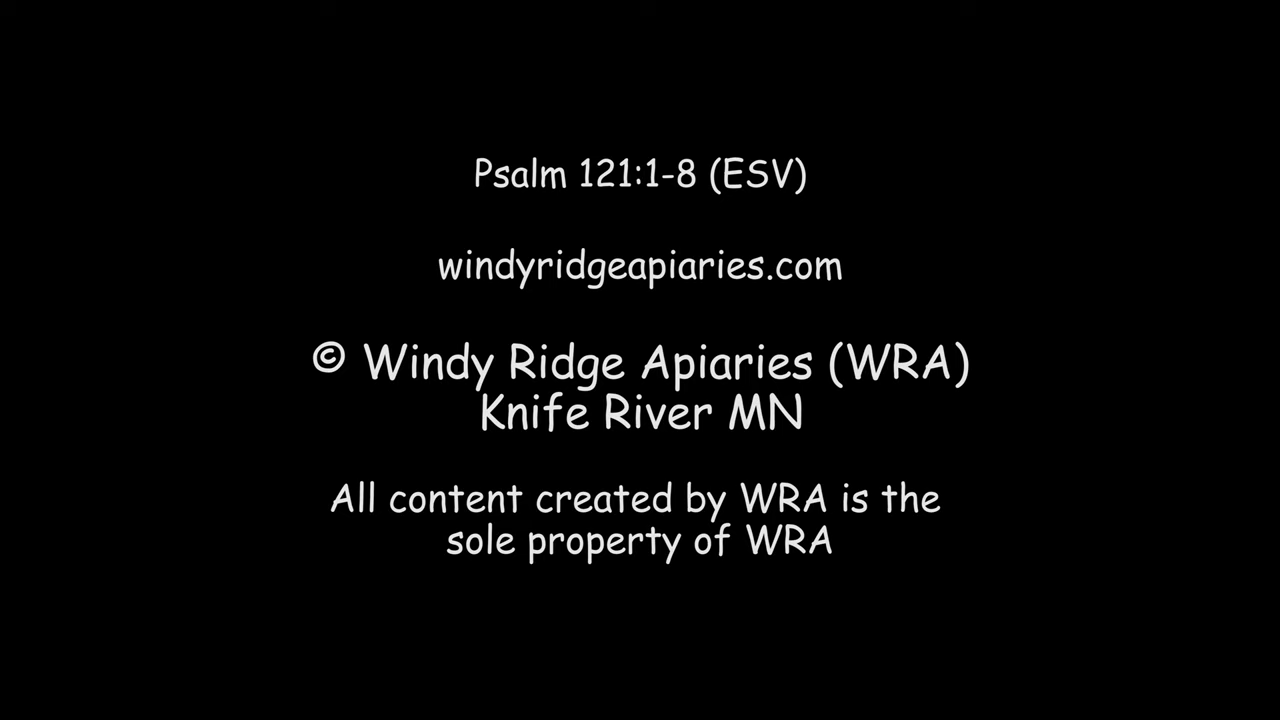 Psalm 121:1-8 (ESV)
windyridgeapiaries.com
© Windy Ridge Apiaries (WRA)
Knife River MN
All content created by WRA is the
sole property of WRA